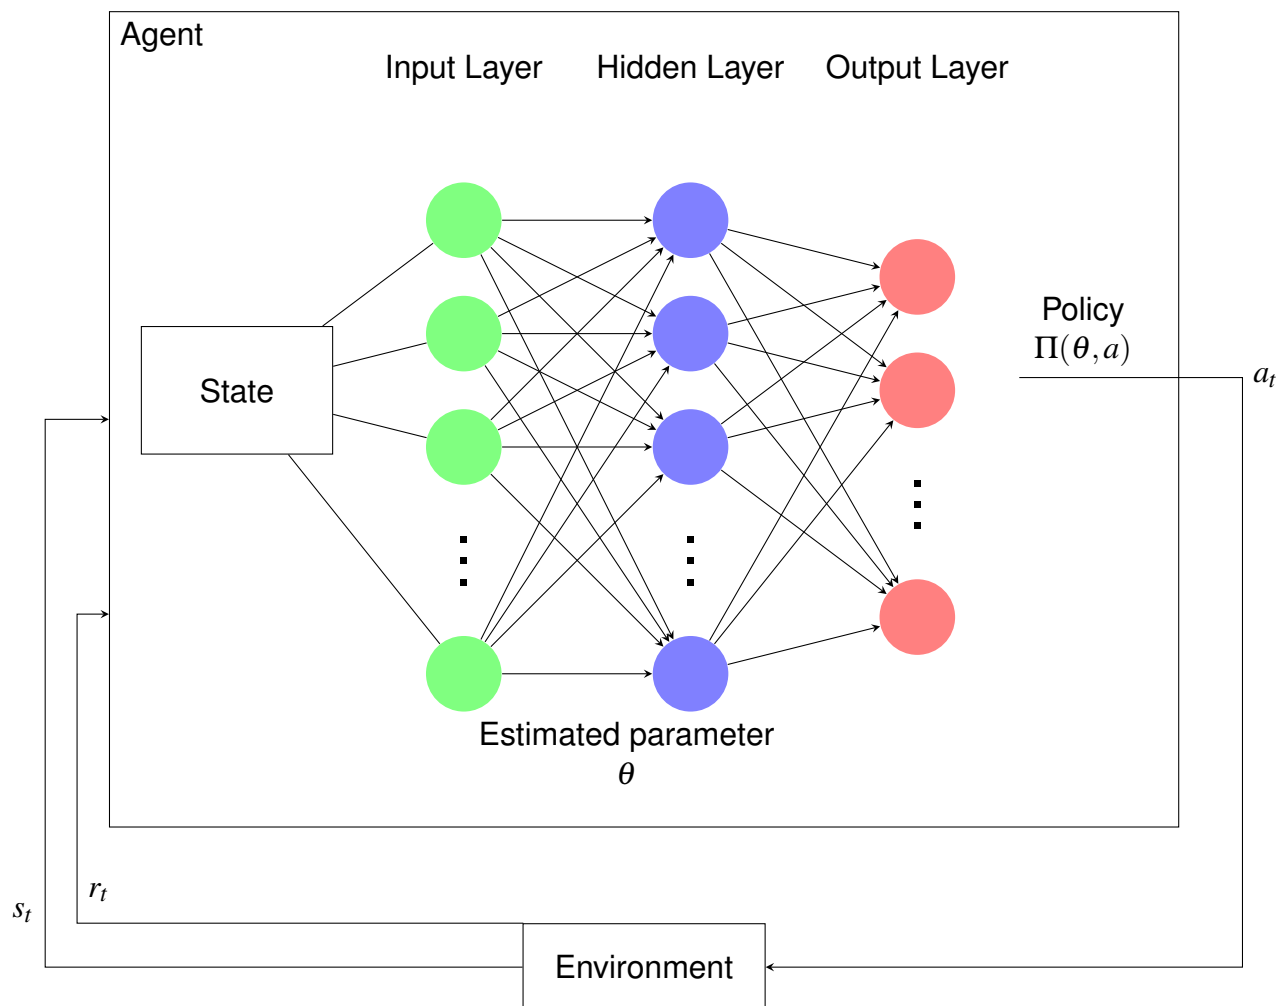 Agent
Input Layer
Hidden Layer
Output Layer
Policy
Π(θ, a)
a_t
State
Estimated parameter
θ
r_t
s_t
Environment